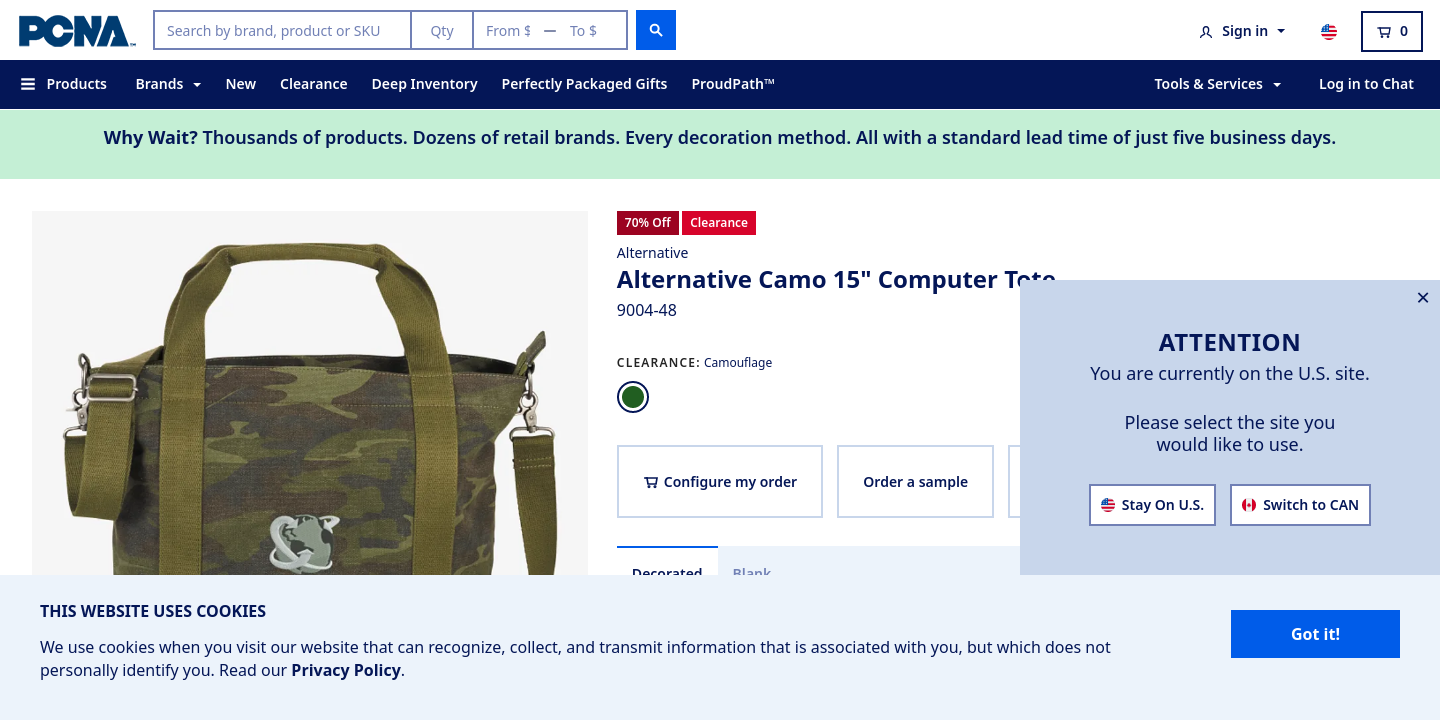 PCNA™
Search by brand, product or SKU
Qty
From $ — To $
Sign in
0
Products
Brands
New
Clearance
Deep Inventory
Perfectly Packaged Gifts
ProudPath™
Tools & Services
Log in to Chat
Why Wait? Thousands of products. Dozens of retail brands. Every decoration method. All with a standard lead time of just five business days.
70% Off
Clearance
Alternative
Alternative Camo 15" Computer Tote
9004-48
CLEARANCE: Camouflage
Configure my order
Order a sample
Decorated
Blank
ATTENTION
You are currently on the U.S. site.
Please select the site you
would like to use.
Stay On U.S.
Switch to CAN
THIS WEBSITE USES COOKIES
We use cookies when you visit our website that can recognize, collect, and transmit information that is associated with you, but which does not
personally identify you. Read our Privacy Policy.
Got it!